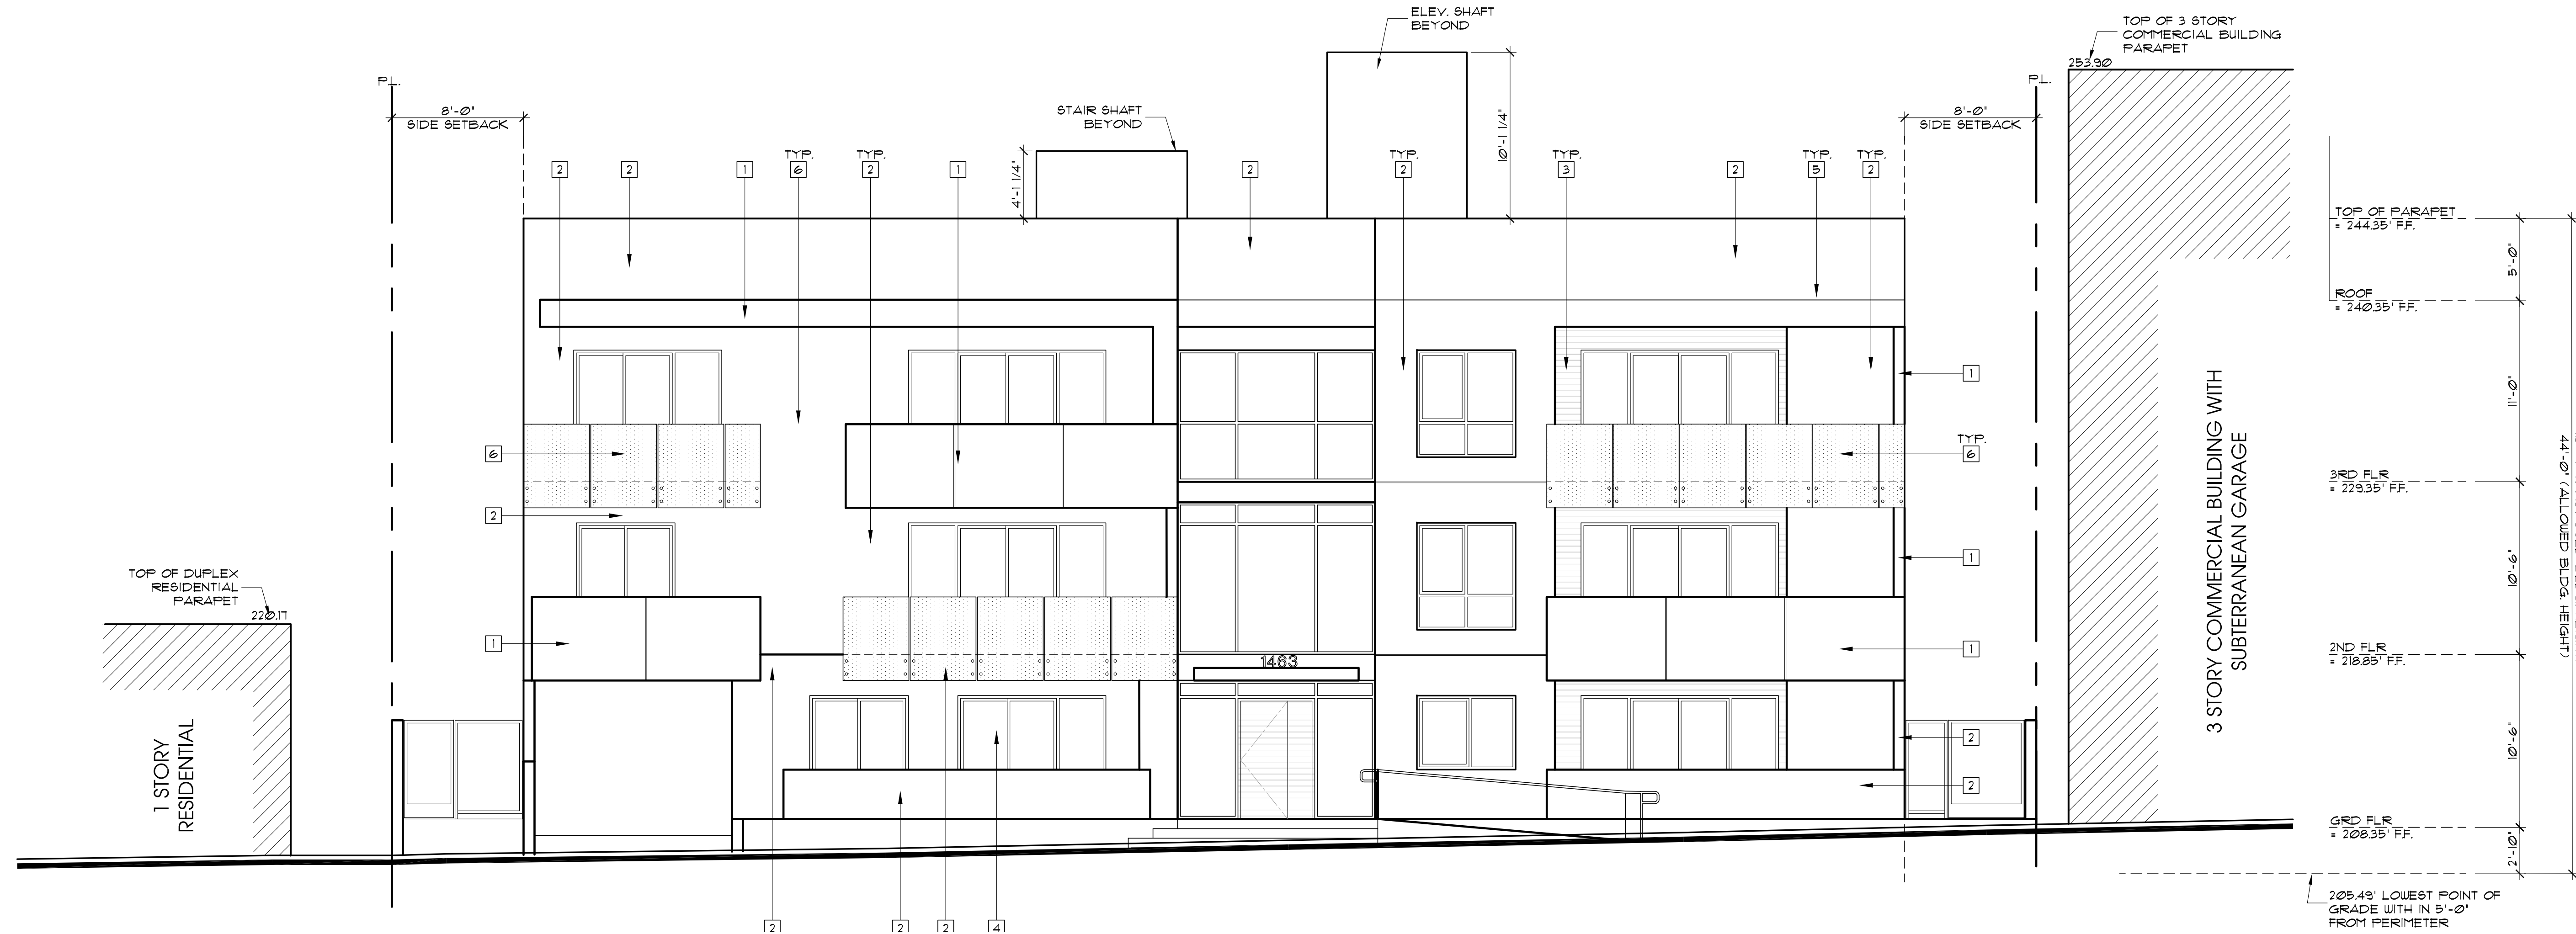 ELEV. SHAFT
BEYOND
TOP OF 3 STORY
COMMERCIAL BUILDING
PARAPET
253.90
P.L.
P.L.
8'-0"
SIDE SETBACK
STAIR SHAFT
BEYOND
4'-1 1/4"
10'-1 1/4"
8'-0"
SIDE SETBACK
2
2
1
TYP.
6
TYP.
2
1
2
TYP.
2
TYP.
3
2
TYP.
5
TYP.
2
TOP OF PARAPET
= 244.35' F.F.
5'-0"
ROOF
= 240.35' F.F.
11'-0"
1
6
TYP.
6
3RD FLR
= 229.35' F.F.
2
1
10'-6"
44'-0" (ALLOWED BLDG. HEIGHT)
3 STORY COMMERCIAL BUILDING WITH
SUBTERRANEAN GARAGE
TOP OF DUPLEX
RESIDENTIAL
PARAPET
220.17
1
1
1463
2ND FLR
= 218.85' F.F.
10'-6"
1 STORY
RESIDENTIAL
2
2
GRD FLR
= 208.35' F.F.
2'-10"
205.49' LOWEST POINT OF
GRADE WITH IN 5'-0"
FROM PERIMETER
2
2
2
4